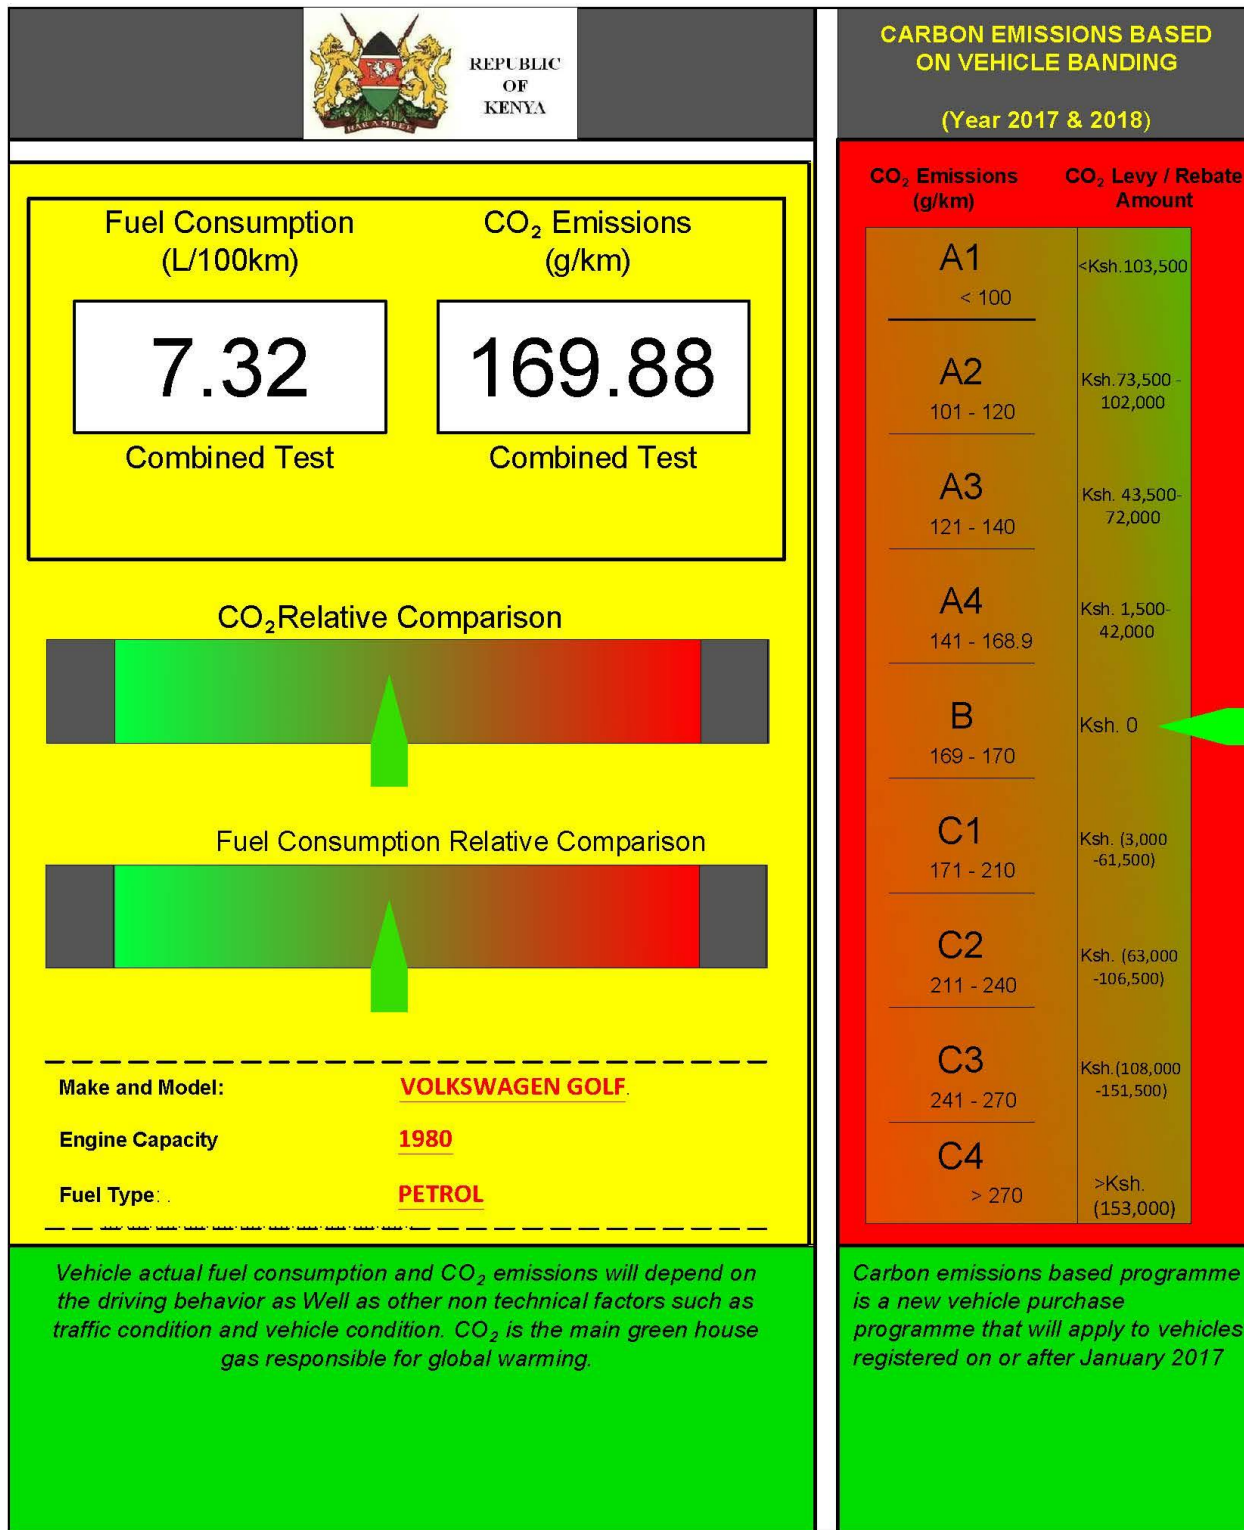 HARAMBEE
REPUBLIC
OF
KENYA
Fuel Consumption
(L/100km)
7.32
Combined Test
CO₂ Emissions
(g/km)
169.88
Combined Test
CO₂Relative Comparison
Fuel Consumption Relative Comparison
Make and Model: VOLKSWAGEN GOLF.
Engine Capacity 1980
Fuel Type: . PETROL
Vehicle actual fuel consumption and CO₂ emissions will depend on
the driving behavior as Well as other non technical factors such as
traffic condition and vehicle condition. CO₂ is the main green house
gas responsible for global warming.
CARBON EMISSIONS BASED
ON VEHICLE BANDING
(Year 2017 & 2018)
CO₂ Emissions
(g/km)
CO₂ Levy / Rebate
Amount
A1
< 100
<Ksh.103,500
A2
101 - 120
Ksh.73,500 -
102,000
A3
121 - 140
Ksh. 43,500-
72,000
A4
141 - 168.9
Ksh. 1,500-
42,000
B
169 - 170
Ksh. 0
C1
171 - 210
Ksh. (3,000
-61,500)
C2
211 - 240
Ksh. (63,000
-106,500)
C3
241 - 270
Ksh.(108,000
-151,500)
C4
> 270
>Ksh.
(153,000)
Carbon emissions based programme
is a new vehicle purchase
programme that will apply to vehicles
registered on or after January 2017